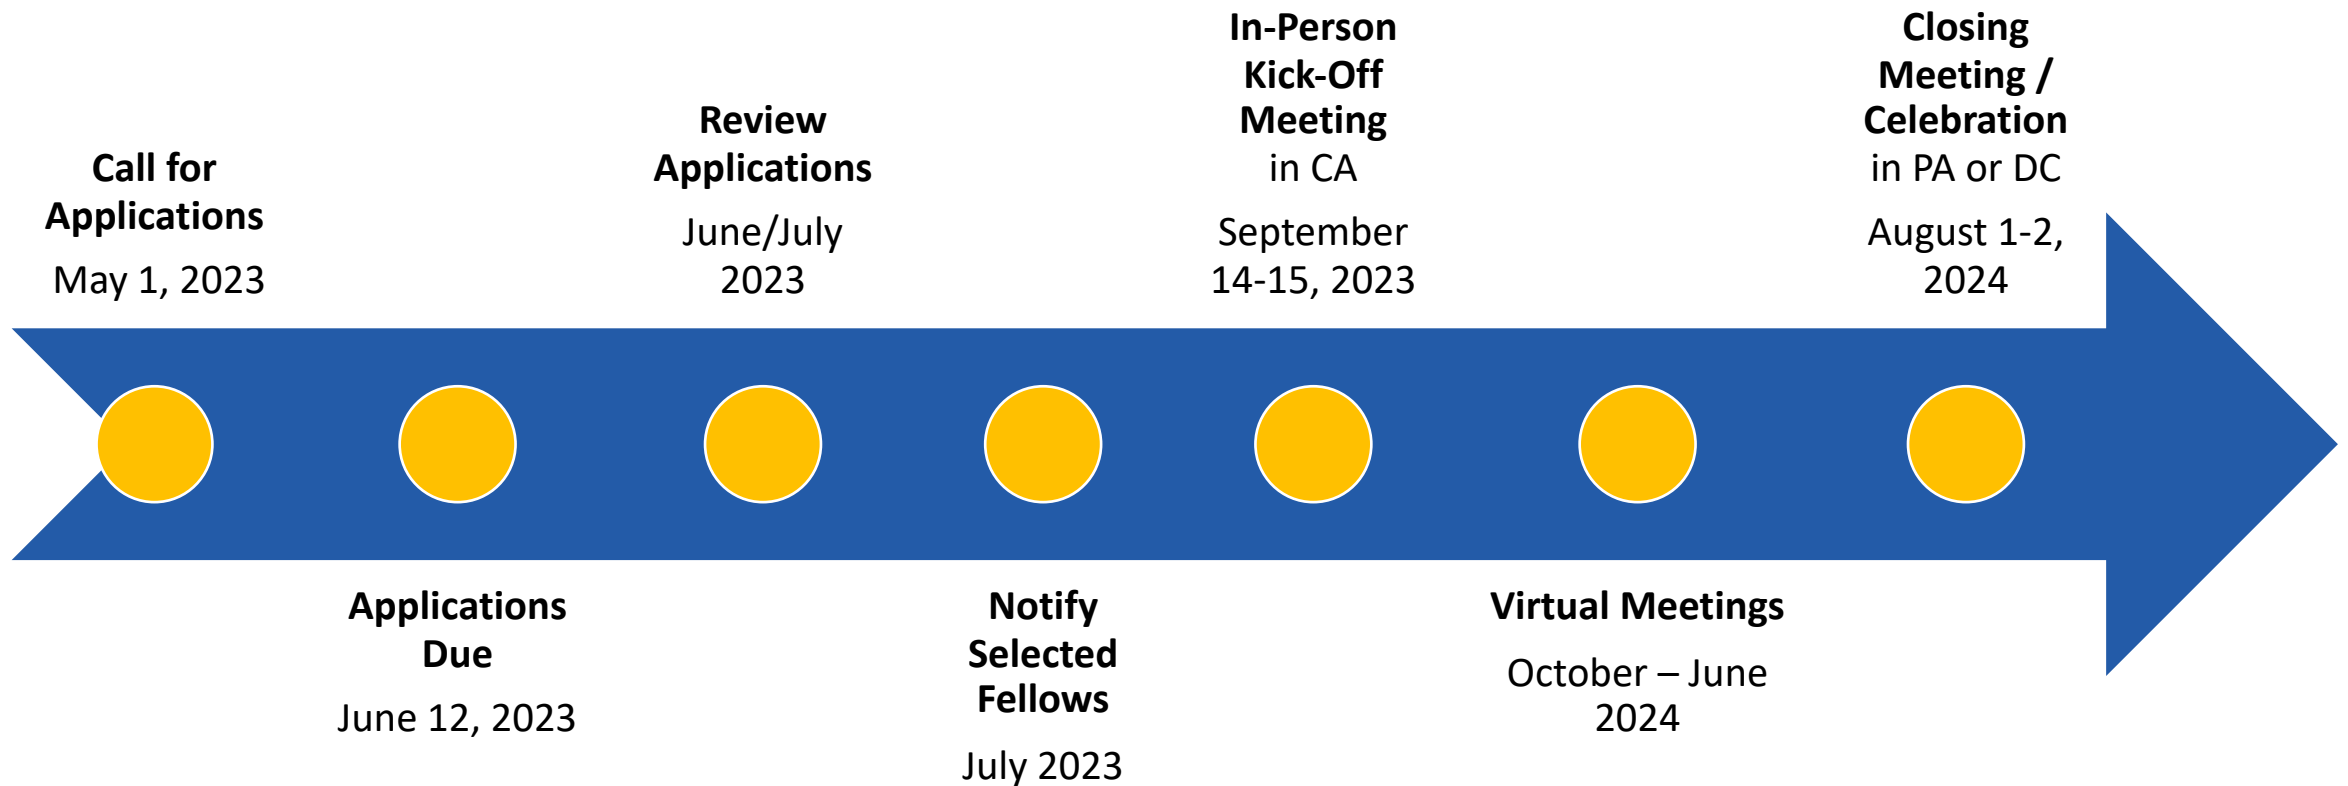 Call for
Applications
May 1, 2023
Applications
Due
June 12, 2023
Review
Applications
June/July
2023
Notify
Selected
Fellows
July 2023
In-Person
Kick-Off
Meeting
in CA
September
14-15, 2023
Virtual Meetings
October – June
2024
Closing
Meeting /
Celebration
in PA or DC
August 1-2,
2024